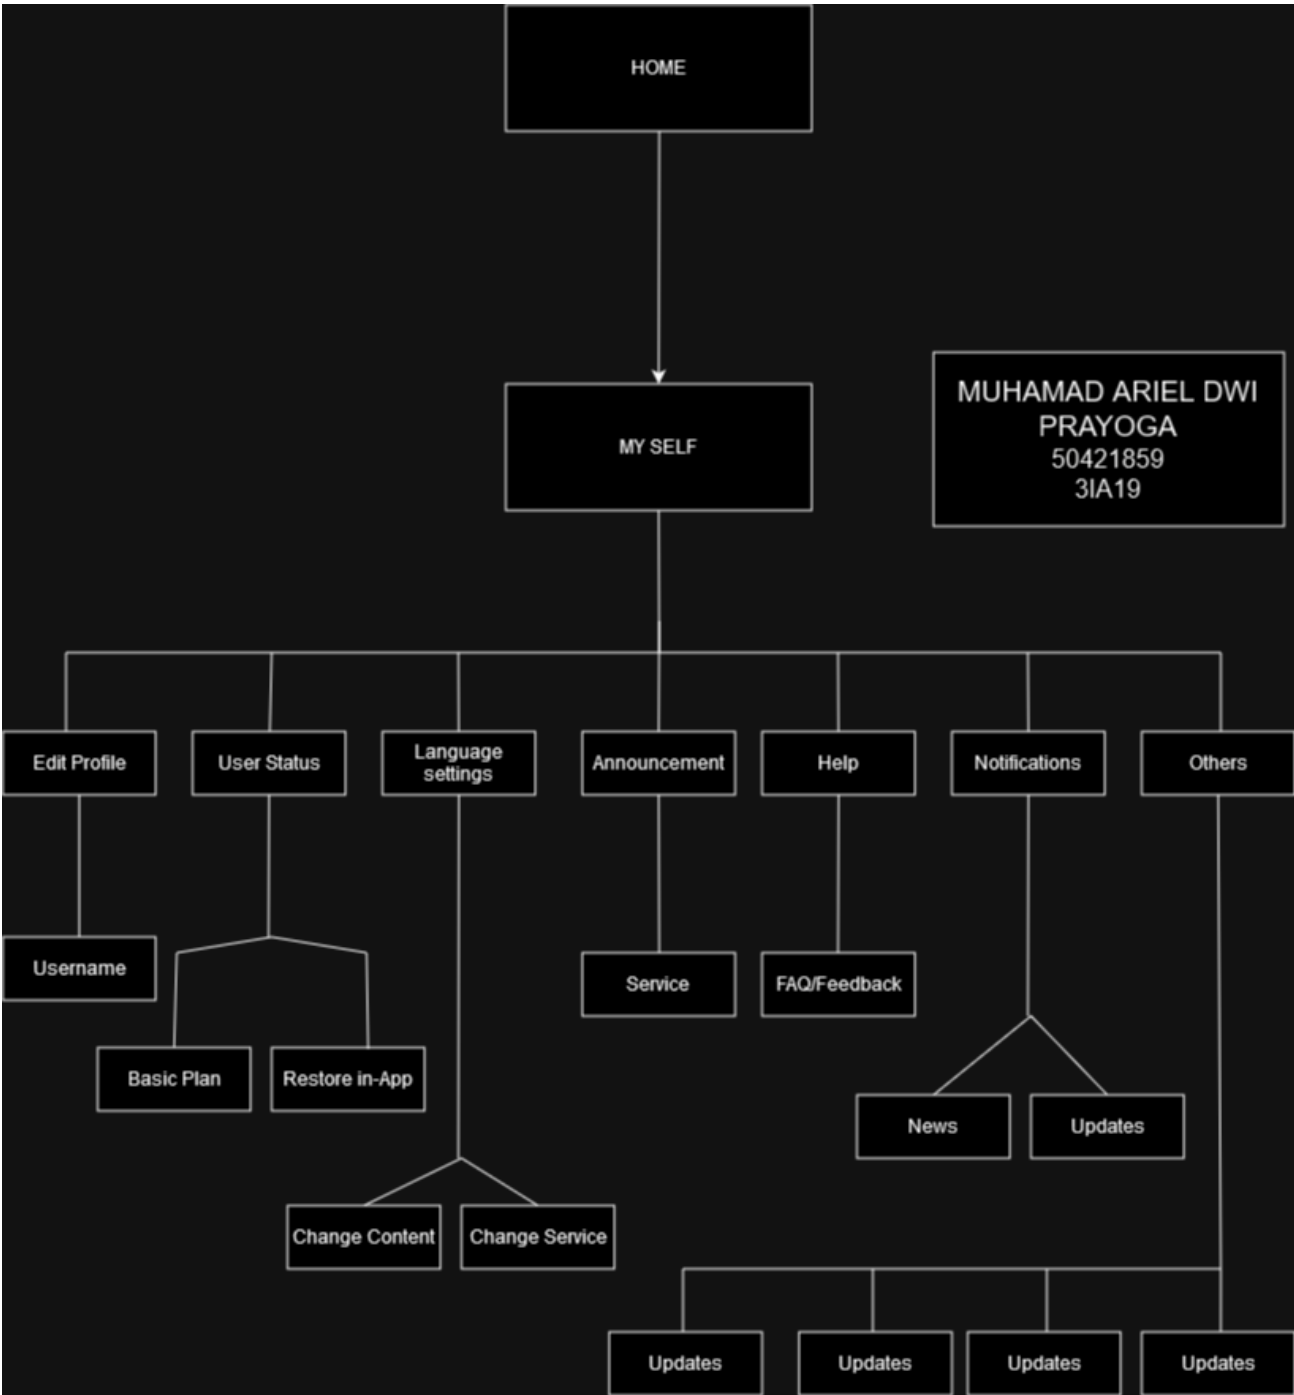 HOME
MY SELF
MUHAMAD ARIEL DWI
PRAYOGA
50421859
3IA19
Edit Profile
User Status
Language
settings
Announcement
Help
Notifications
Others
Username
Service
FAQ/Feedback
Basic Plan
Restore in-App
News
Updates
Change Content
Change Service
Updates
Updates
Updates
Updates